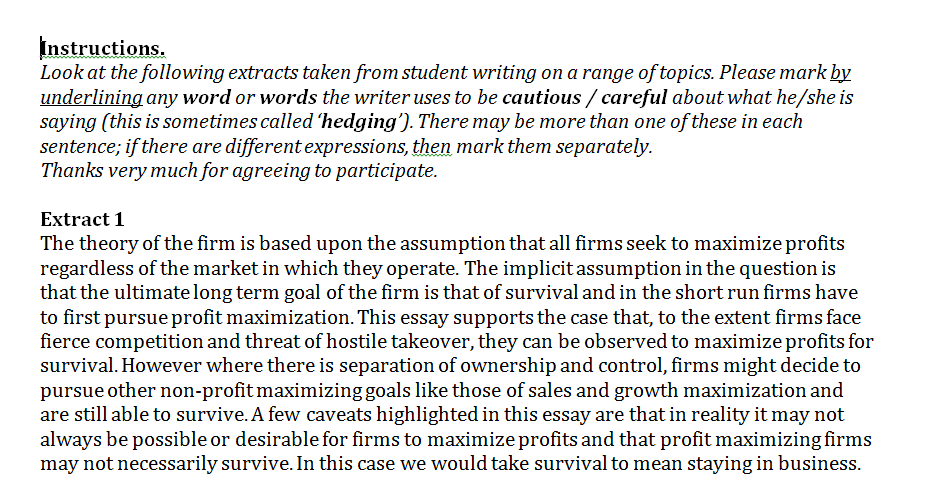 Instructions.
Look at the following extracts taken from student writing on a range of topics. Please mark by
underlining any word or words the writer uses to be cautious / careful about what he/she is
saying (this is sometimes called ‘hedging’). There may be more than one of these in each
sentence; if there are different expressions, then mark them separately.
Thanks very much for agreeing to participate.
Extract 1
The theory of the firm is based upon the assumption that all firms seek to maximize profits
regardless of the market in which they operate. The implicit assumption in the question is
that the ultimate long term goal of the firm is that of survival and in the short run firms have
to first pursue profit maximization. This essay supports the case that, to the extent firms face
fierce competition and threat of hostile takeover, they can be observed to maximize profits for
survival. However where there is separation of ownership and control, firms might decide to
pursue other non-profit maximizing goals like those of sales and growth maximization and
are still able to survive. A few caveats highlighted in this essay are that in reality it may not
always be possible or desirable for firms to maximize profits and that profit maximizing firms
may not necessarily survive. In this case we would take survival to mean staying in business.